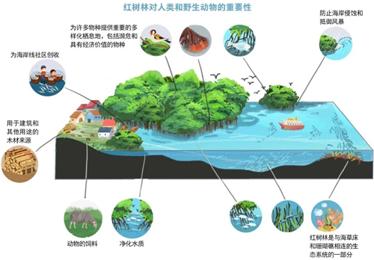 红树林对人类和野生动物的重要性
为许多物种提供重要的多
样化栖息地，包括濒危和
具有经济价值的物种
防止海岸侵蚀和
抵御风暴
为海岸线社区创收
用于建筑和
其他用途的
木材来源
动物的饲料
净化水质
红树林是与海草床
和珊瑚礁相连的生
态系统的一部分